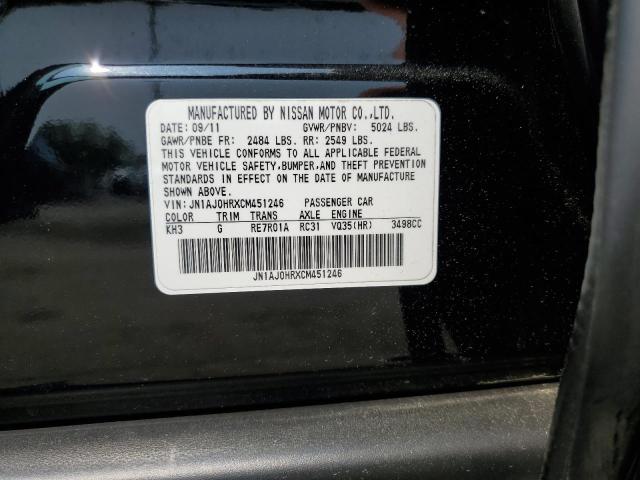 MANUFACTURED BY NISSAN MOTOR CO.,LTD.
DATE: 09/11 GVWR/PNBV: 5024 LBS.
GAWR/PNBE FR: 2484 LBS. RR: 2549 LBS.
THIS VEHICLE CONFORMS TO ALL APPLICABLE FEDERAL
MOTOR VEHICLE SAFETY,BUMPER,AND THEFT PREVENTION
STANDARDS IN EFFECT ON THE DATE OF MANUFACTURE
SHOWN ABOVE.
VIN: JN1AJ0HRXCM451246 PASSENGER CAR
COLOR TRIM TRANS AXLE ENGINE
KH3 G RE7R01A RC31 VQ35(HR) 3498CC
JN1AJ0HRXCM451246